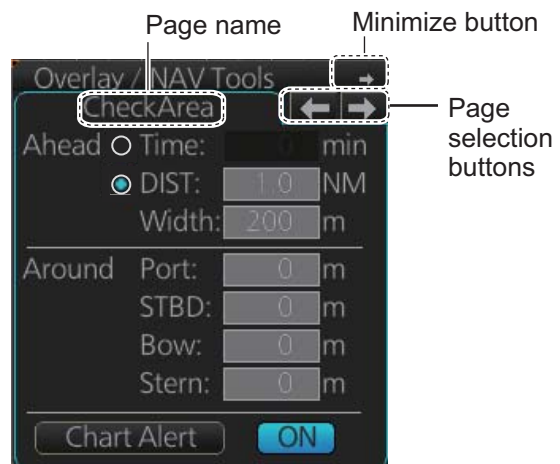 Page name
Minimize button
Overlay / NAV Tools
CheckArea
Page
selection
buttons
Ahead Time: 0 min
DIST: 1.0 NM
Width: 200 m
Around Port: 0 m
STBD: 0 m
Bow: 0 m
Stern: 0 m
Chart Alert ON